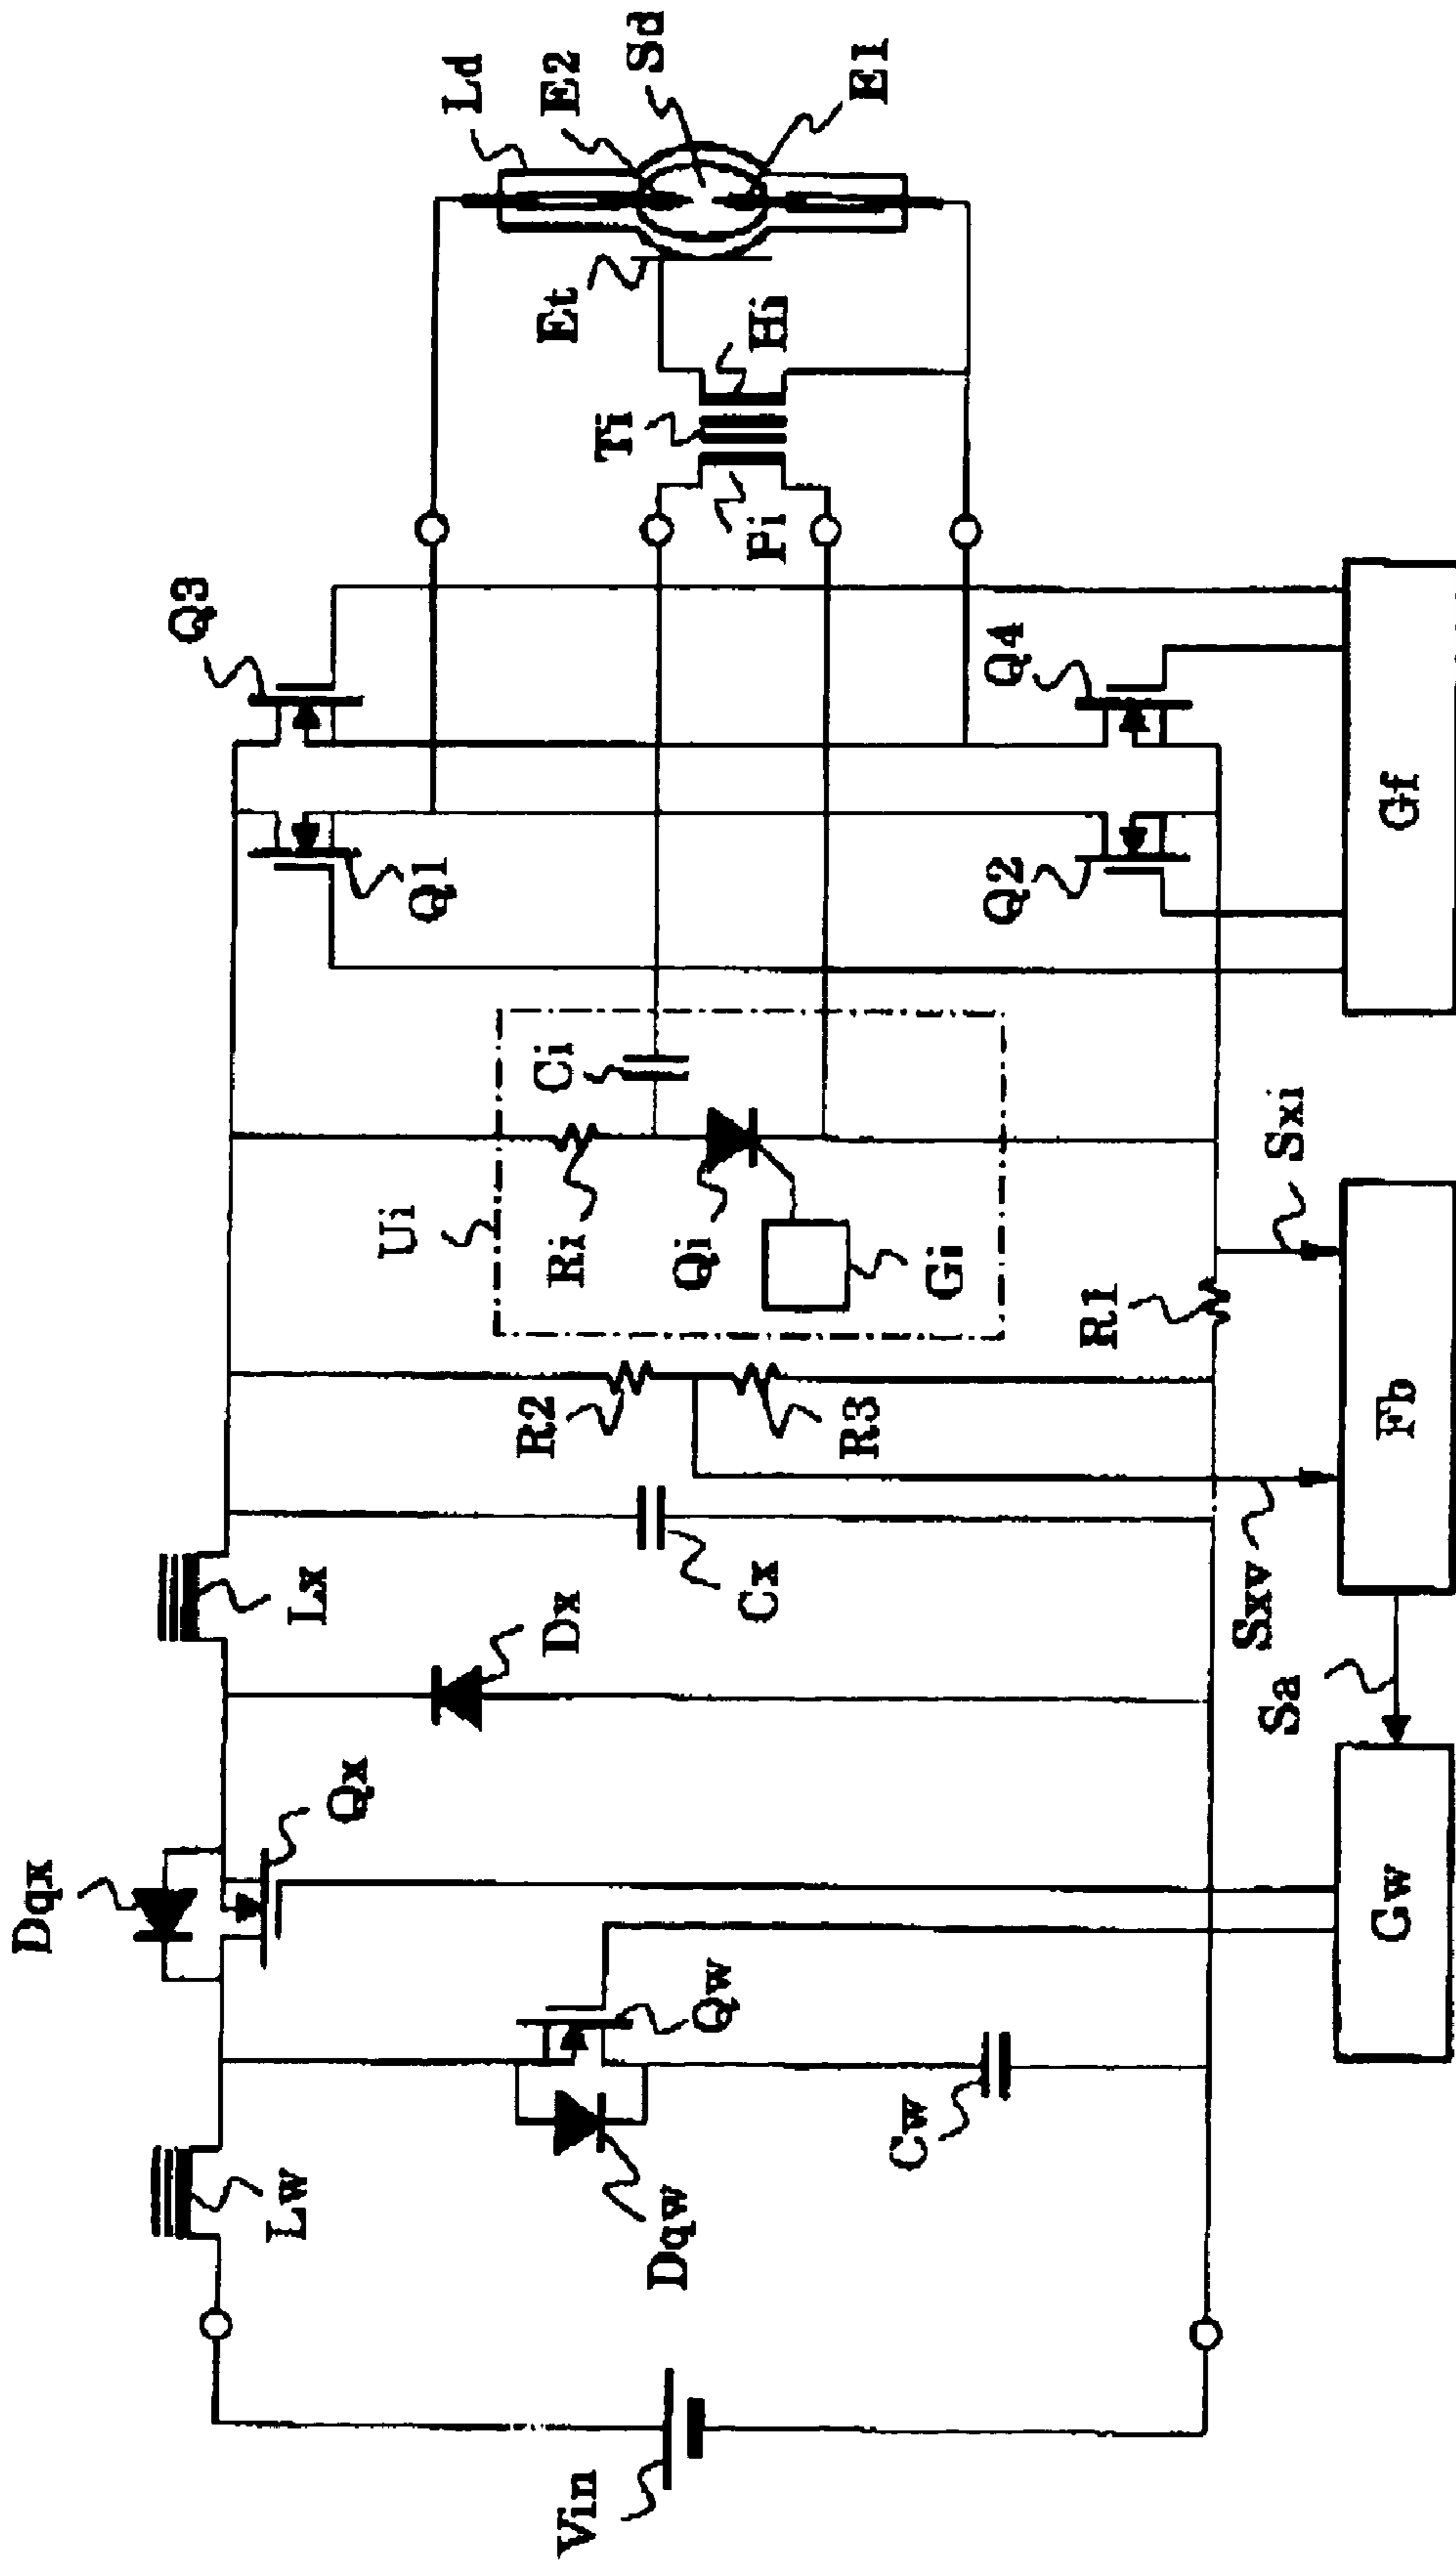 Ld
E2
Sd
E1
Et
Hi
Ti
Pi
Q3
Q4
Q1
Q2
Gf
Ci
Ui
Ri
Qi
Gi
Sxi
R1
R2
R3
Fb
Lx
Cx
Sxv
Dx
Sa
Qx
Dqx
Qw
Gw
Cw
Lw
Dqw
Vin